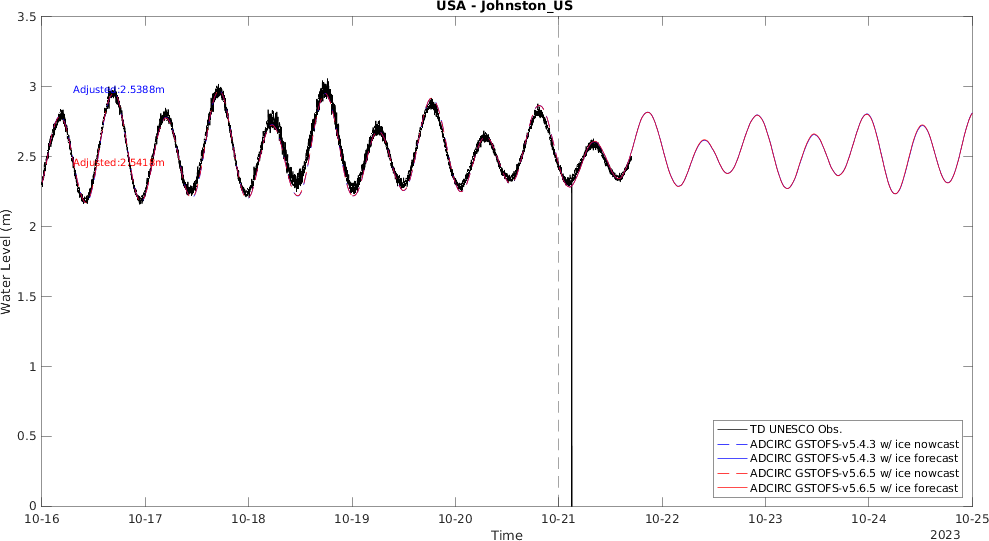 USA - Johnston_US
3.5
3
2.5
2
1.5
1
0.5
0
Water Level (m)
Adjusted:2.5388m
Adjusted:2.5418m
TD UNESCO Obs.
ADCIRC GSTOFS-v5.4.3 w/ ice nowcast
ADCIRC GSTOFS-v5.4.3 w/ ice forecast
ADCIRC GSTOFS-v5.6.5 w/ ice nowcast
ADCIRC GSTOFS-v5.6.5 w/ ice forecast
10-16 10-17 10-18 10-19 10-20 10-21 10-22 10-23 10-24 10-25
Time
2023